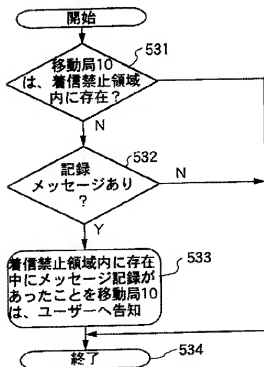 開始
531
移動局10
は、着信禁止領域
内に存在?
N
532
記録
メッセージあり
?
N
Y
533
着信禁止領域内に存在
中にメッセージ記録が
あったことを移動局10
は、ユーザーへ告知
終了
534